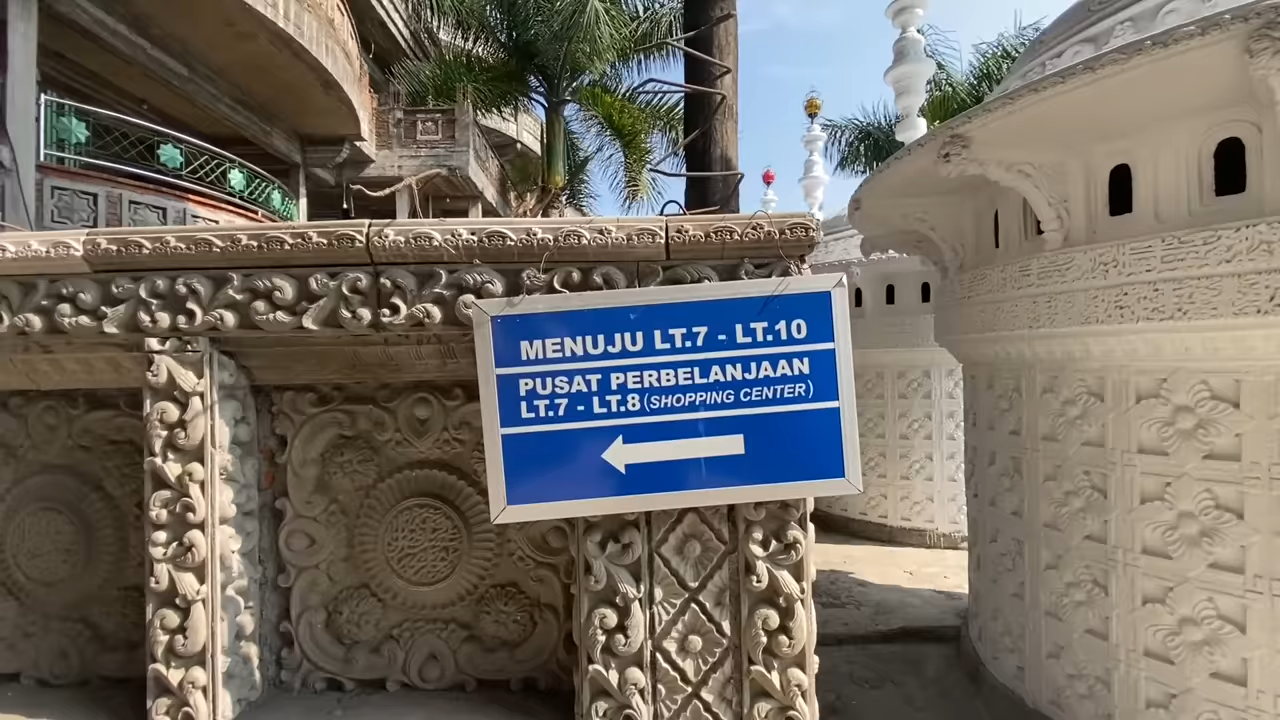 MENUJU LT.7 - LT.10
PUSAT PERBELANJAAN
LT.7 - LT.8 (SHOPPING CENTER)